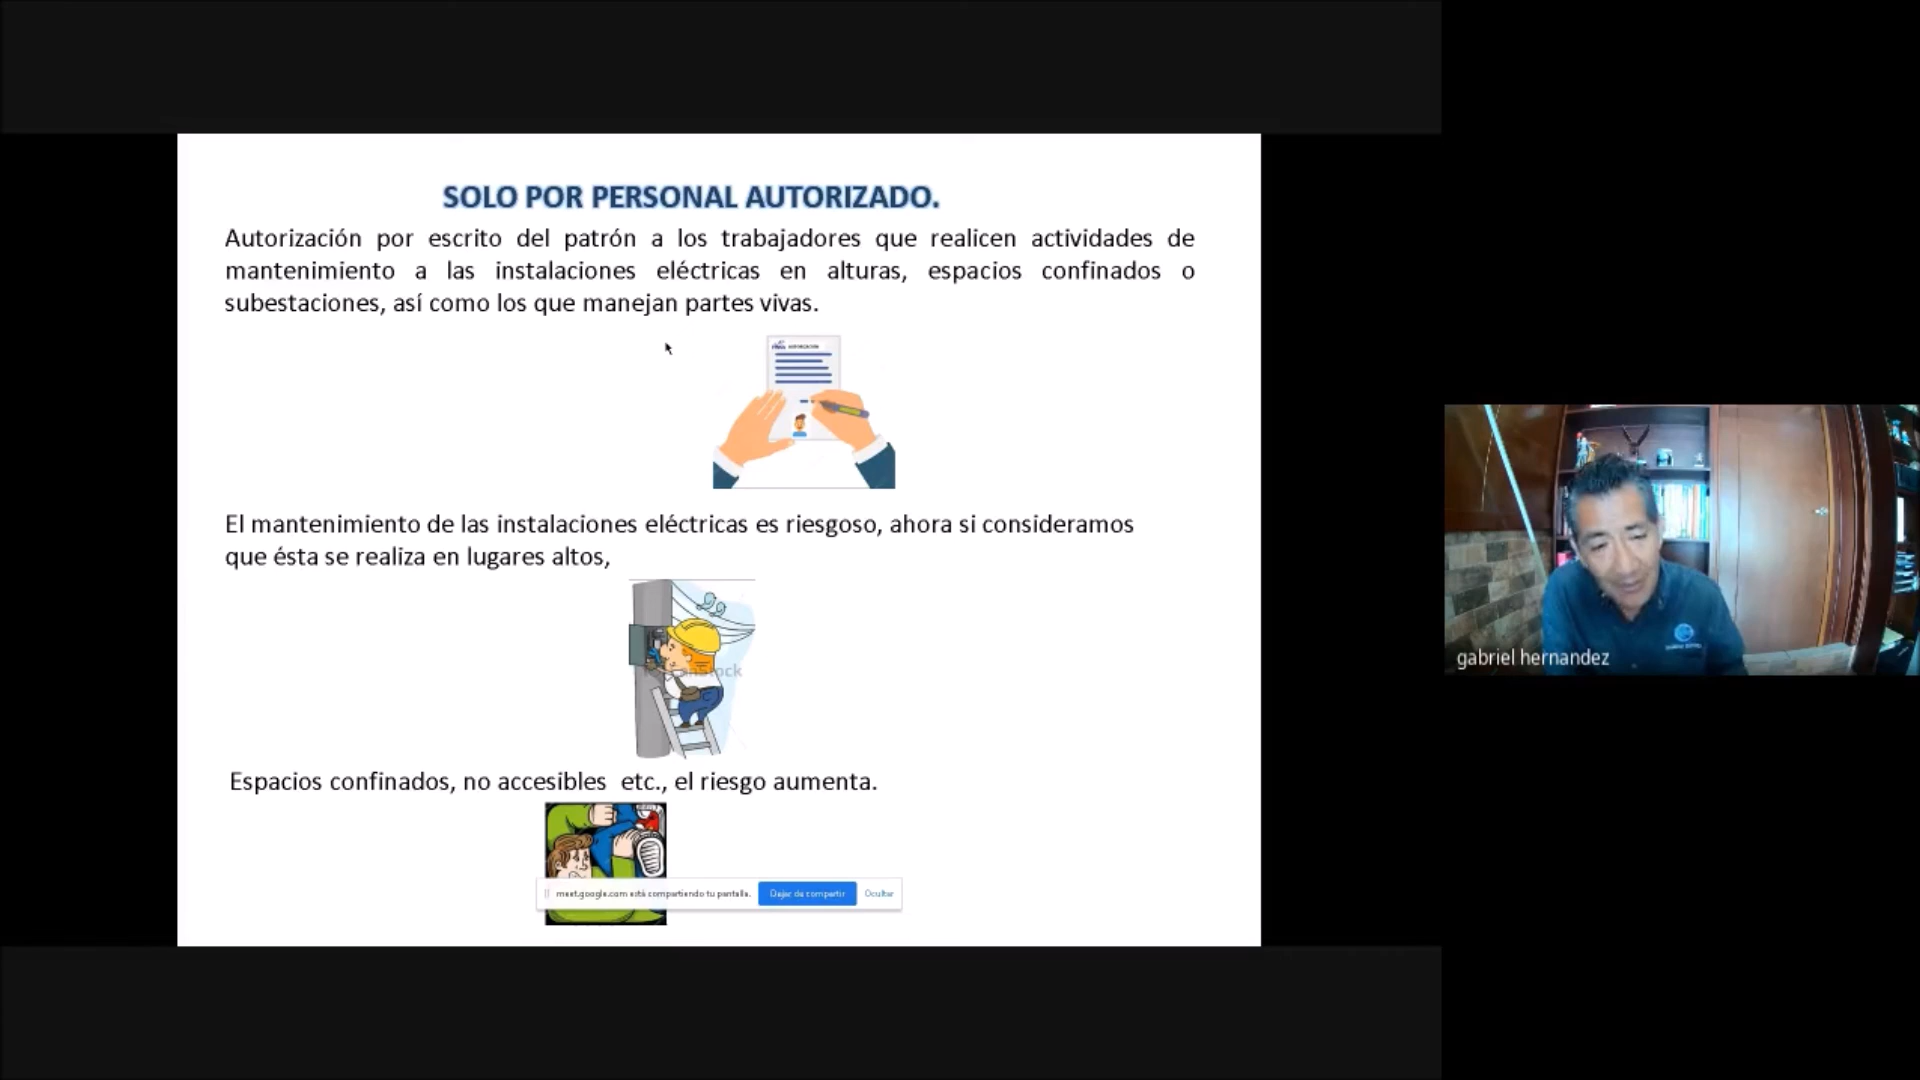 SOLO POR PERSONAL AUTORIZADO.
Autorización por escrito del patrón a los trabajadores que realicen actividades de
mantenimiento a las instalaciones eléctricas en alturas, espacios confinados o
subestaciones, así como los que manejan partes vivas.
AUTORIZACIÓN
El mantenimiento de las instalaciones eléctricas es riesgoso, ahora si consideramos
que ésta se realiza en lugares altos,
Espacios confinados, no accesibles etc., el riesgo aumenta.
meet.google.com está compartiendo tu pantalla. Dejar de compartir Ocultar
gabriel hernandez